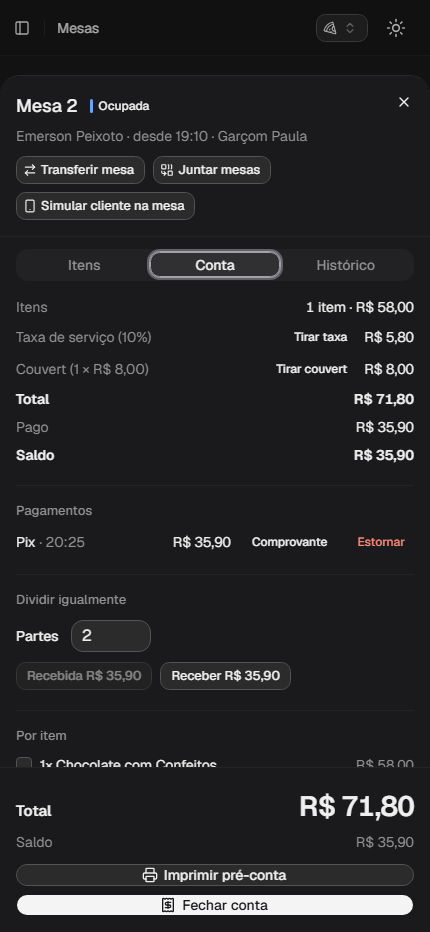 Mesas
Mesa 2 Ocupada
Emerson Peixoto · desde 19:10 · Garçom Paula
Transferir mesa Juntar mesas
Simular cliente na mesa
Itens Conta Histórico
Itens 1 item · R$ 58,00
Taxa de serviço (10%) Tirar taxa R$ 5,80
Couvert (1 × R$ 8,00) Tirar couvert R$ 8,00
Total R$ 71,80
Pago R$ 35,90
Saldo R$ 35,90
Pagamentos
Pix · 20:25 R$ 35,90 Comprovante Estornar
Dividir igualmente
Partes 2
Recebida R$ 35,90 Receber R$ 35,90
Por item
1x Chocolate com Confeitos R$ 58,00
Total R$ 71,80
Saldo R$ 35,90
Imprimir pré-conta
Fechar conta